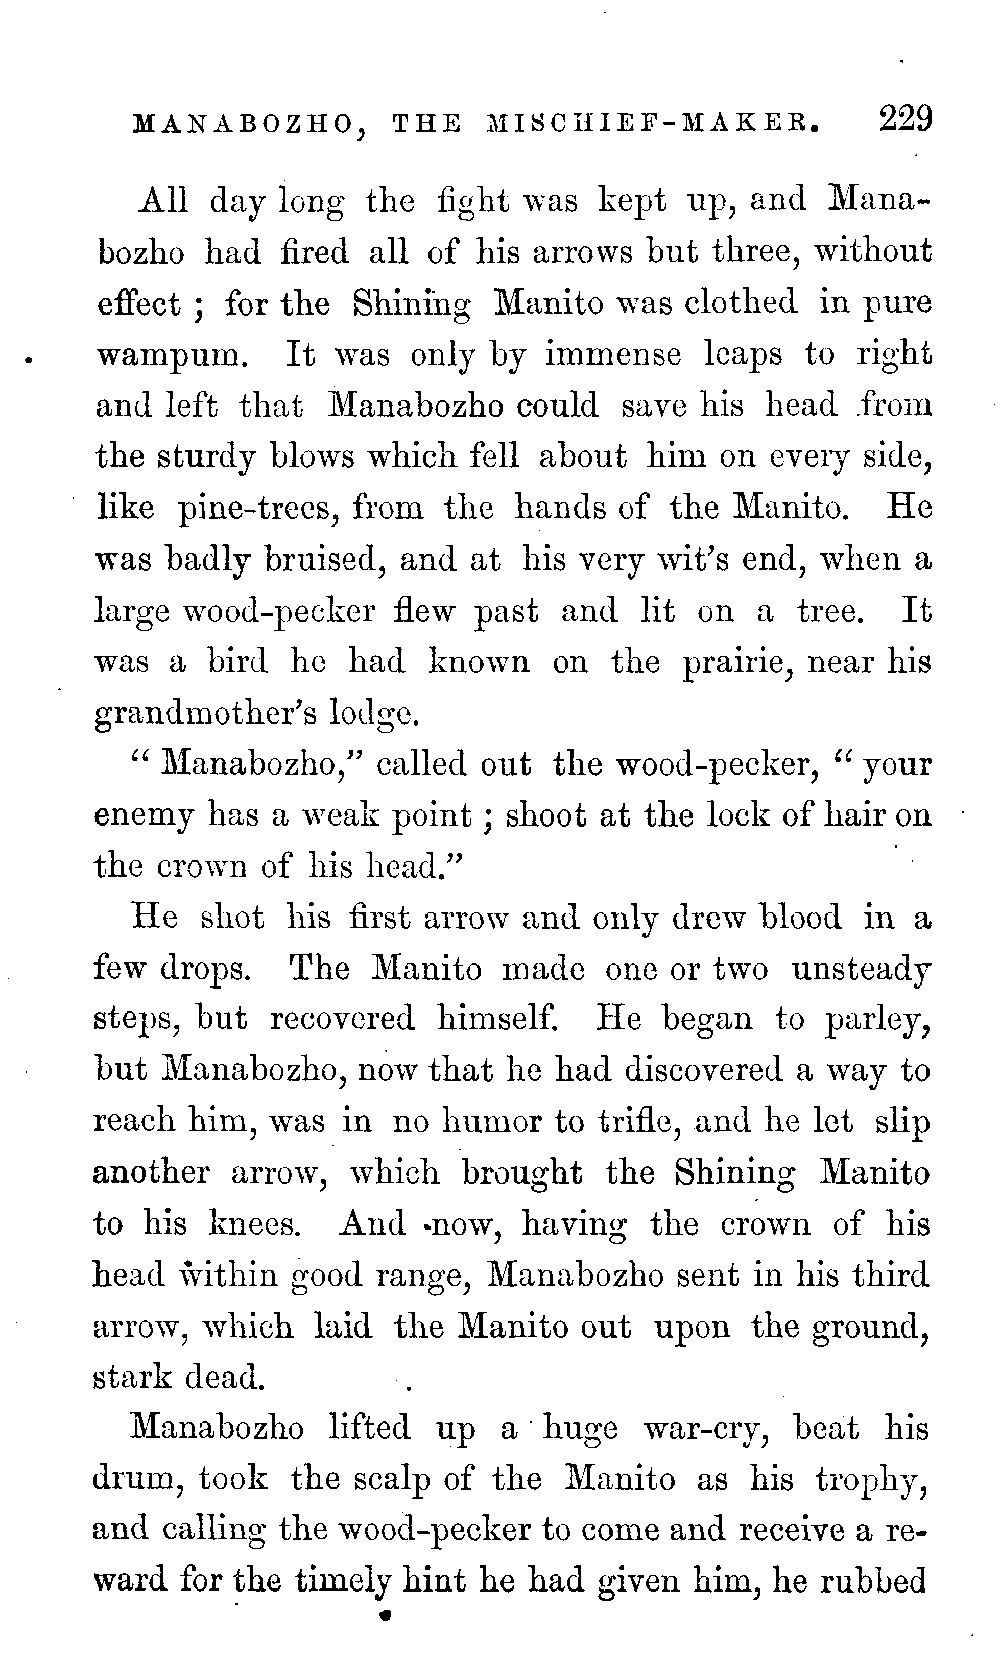 MANABOZHO, THE MISCHIEF-MAKER. 229
All day long the fight was kept up, and Mana-
bozho had fired all of his arrows but three, without
effect ; for the Shining Manito was clothed in pure
wampum. It was only by immense leaps to right
and left that Manabozho could save his head from
the sturdy blows which fell about him on every side,
like pine-trees, from the hands of the Manito. He
was badly bruised, and at his very wit's end, when a
large wood-pecker flew past and lit on a tree. It
was a bird he had known on the prairie, near his
grandmother's lodge.
" Manabozho," called out the wood-pecker, " your
enemy has a weak point ; shoot at the lock of hair on
the crown of his head."
He shot his first arrow and only drew blood in a
few drops. The Manito made one or two unsteady
steps, but recovered himself. He began to parley,
but Manabozho, now that he had discovered a way to
reach him, was in no humor to trifle, and he let slip
another arrow, which brought the Shining Manito
to his knees. And now, having the crown of his
head within good range, Manabozho sent in his third
arrow, which laid the Manito out upon the ground,
stark dead.
Manabozho lifted up a huge war-cry, beat his
drum, took the scalp of the Manito as his trophy,
and calling the wood-pecker to come and receive a re-
ward for the timely hint he had given him, he rubbed